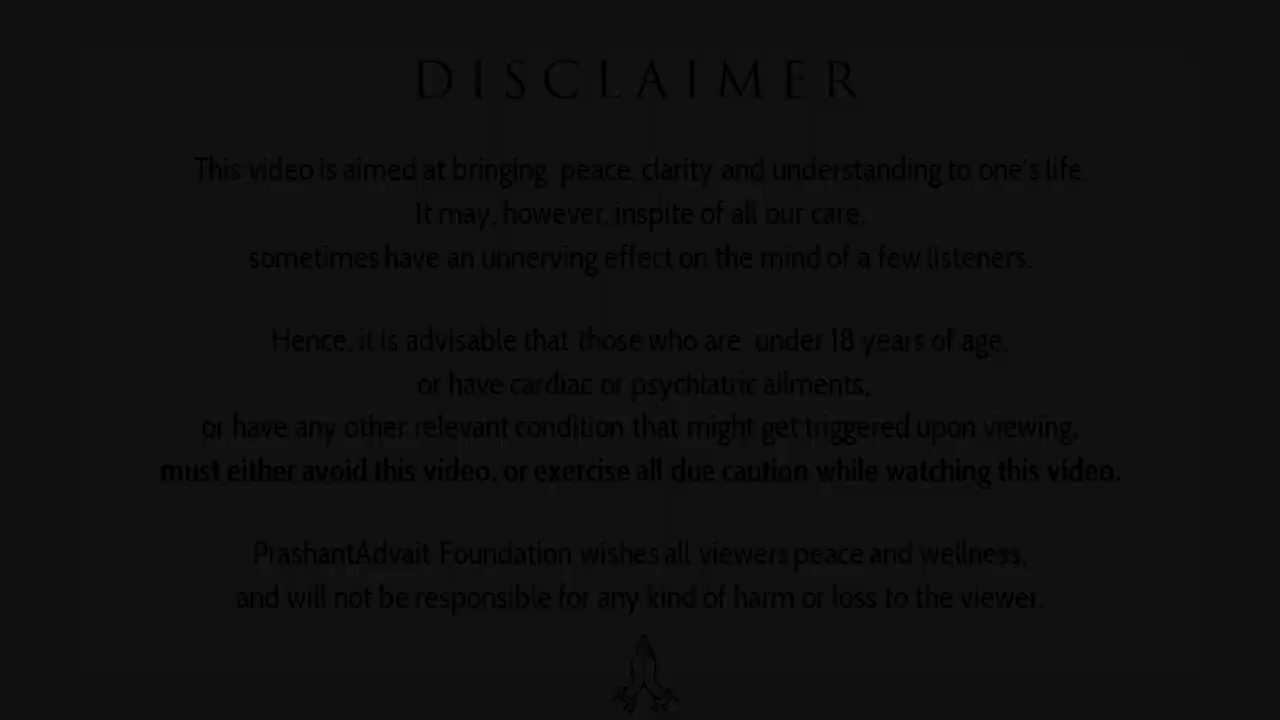 DISCLAIMER
This video is aimed at bringing peace, clarity and understanding to one's life.
It may, however, inspite of all our care,
sometimes have an unnerving effect on the mind of a few listeners.
Hence, it is advisable that those who are under 18 years of age,
or have cardiac or psychiatric ailments,
or have any other relevant condition that might get triggered upon viewing,
must either avoid this video, or exercise all due caution while watching this video.
PrashantAdvait Foundation wishes all viewers peace and wellness,
and will not be responsible for any kind of harm or loss to the viewer.